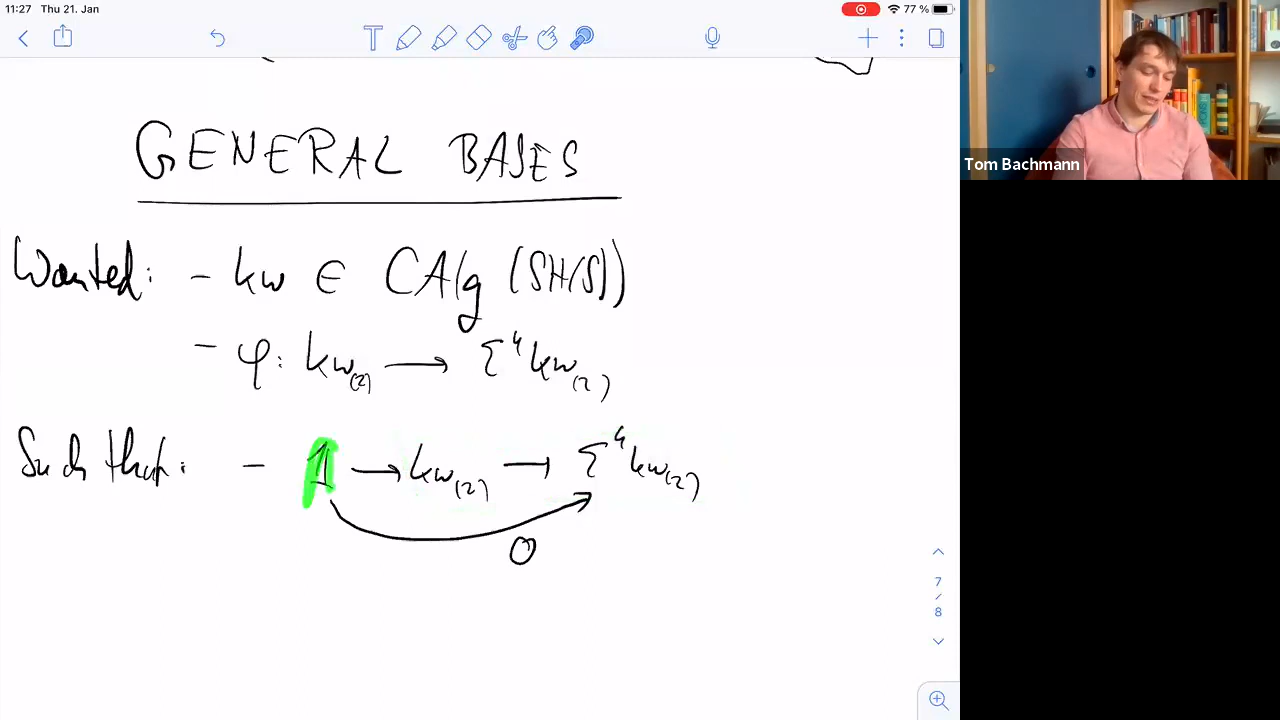 11:27 Thu 21. Jan
77 %
GENERAL BASES
Wanted: - kw ∈ CAlg (SH(S))
- φ: kw₍₂₎ → Σ⁴kw₍₂₎
Such that: - 𝟙 → kw₍₂₎ → Σ⁴kw₍₂₎
0
7
/
8
Tom Bachmann